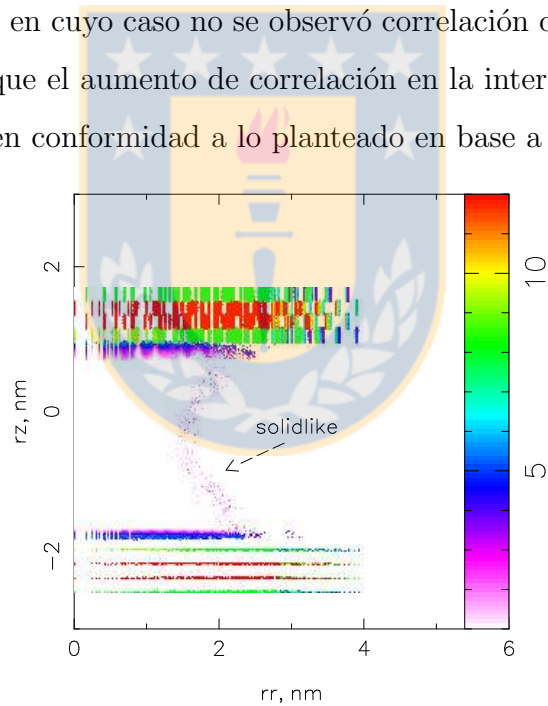 en cuyo caso no se observó correlación
que el aumento de correlación en la
en conformidad a lo planteado en base a
10
5
2
0
−2
rz, nm
solidlike
0
2
4
6
rr, nm